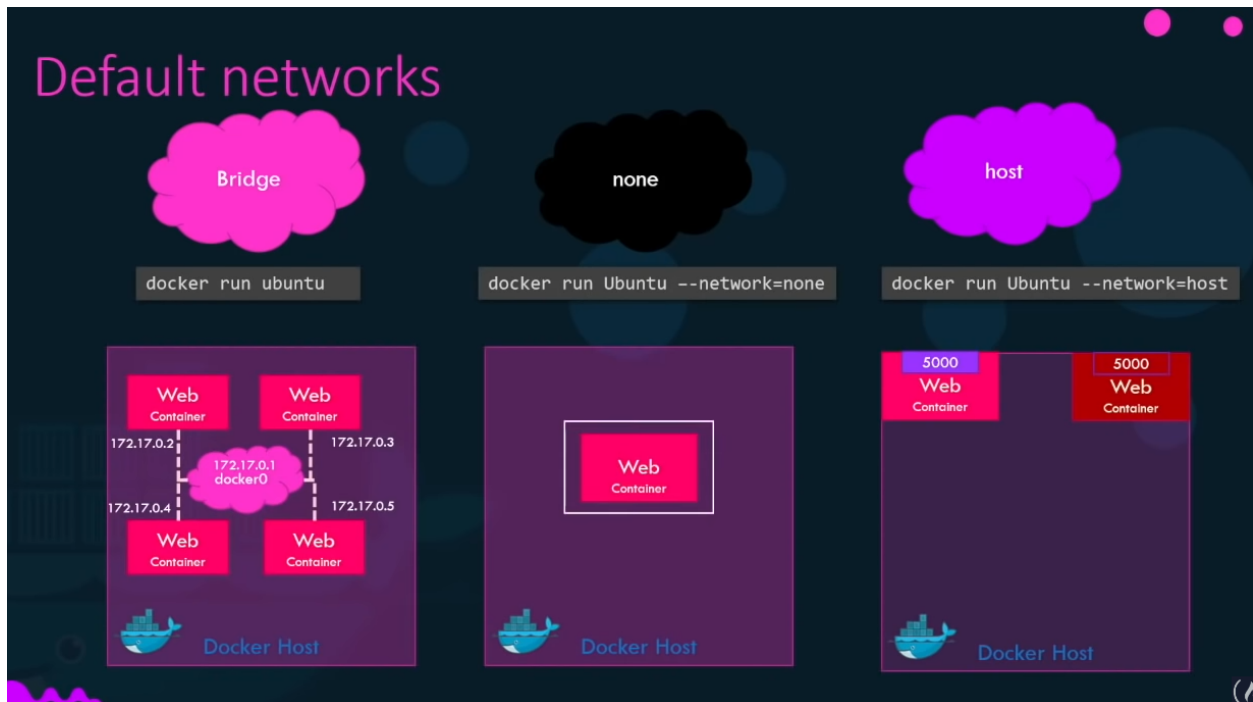 Default networks
Bridge
none
host
docker run ubuntu
docker run Ubuntu --network=none
docker run Ubuntu --network=host
Web
Container
Web
Container
172.17.0.2
172.17.0.3
172.17.0.1
docker0
172.17.0.4
172.17.0.5
Web
Container
Web
Container
Docker Host
Web
Container
Docker Host
5000
Web
Container
5000
Web
Container
Docker Host